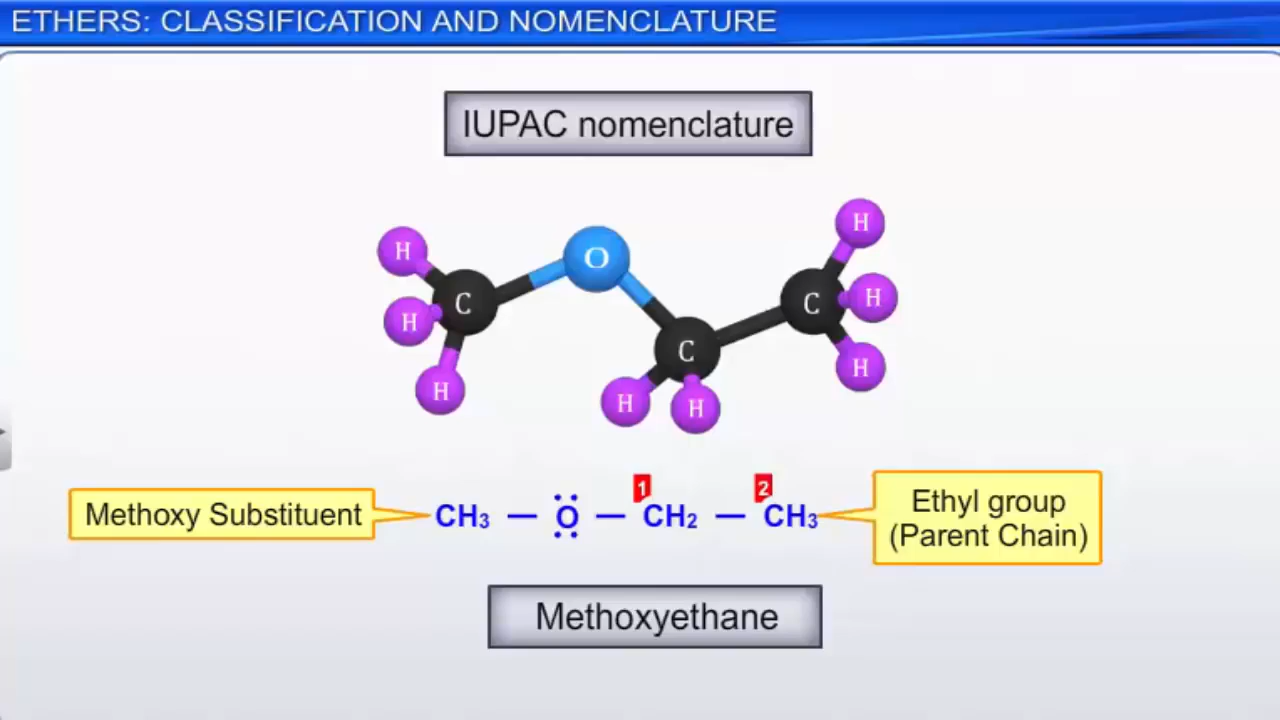 ETHERS: CLASSIFICATION AND NOMENCLATURE
IUPAC nomenclature
H
O
H
C
H
C
H
H
C
H
H
H
H
1
2
Methoxy Substituent
CH₃ — O — CH₂ — CH₃
Ethyl group
(Parent Chain)
Methoxyethane